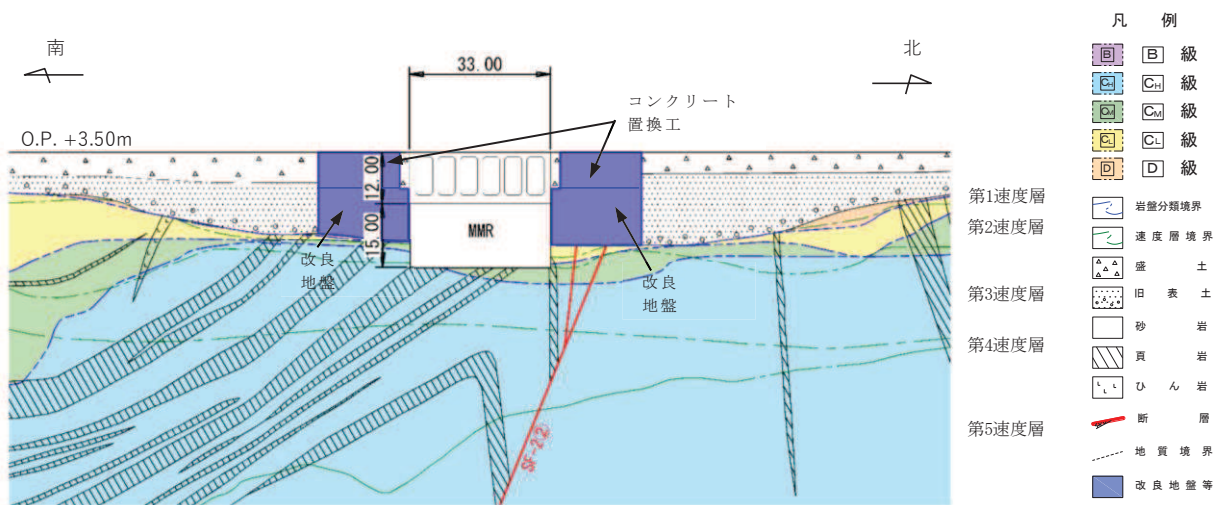 南
北
33.00
コンクリート
置換工
O.P. +3.50m
12.00
15.00
MMR
改良
地盤
改良
地盤
SF-2②
第1速度層
第2速度層
第3速度層
第4速度層
第5速度層
凡 例
B B 級
CH CH 級
CM CM 級
CL CL 級
D D 級
岩盤分類境界
速度層境界
盛土
旧表土
砂岩
頁岩
ひん岩
断層
地質境界
改良地盤等